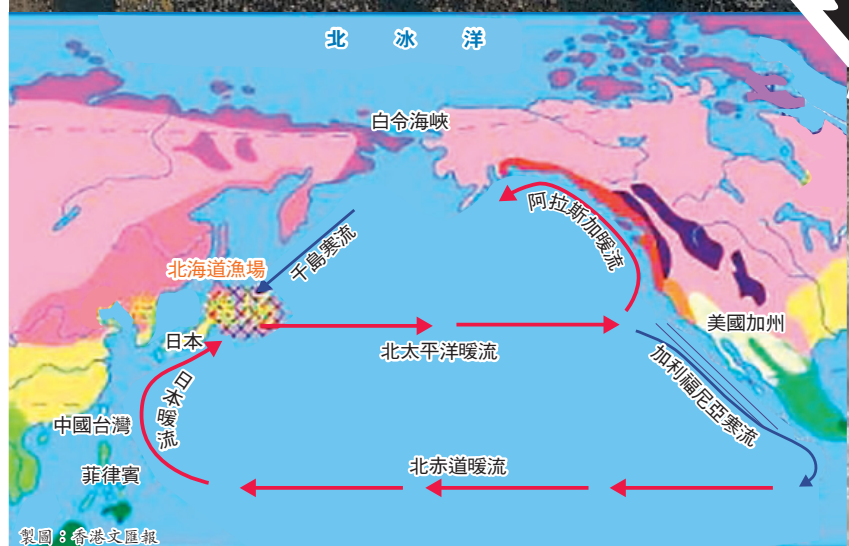 北冰洋
白令海峽
阿拉斯加暖流
千島寒流
北海道漁場
美國加州
日本
北太平洋暖流
加利福尼亞寒流
日本暖流
中國台灣
北赤道暖流
菲律賓
製圖：香港文匯報